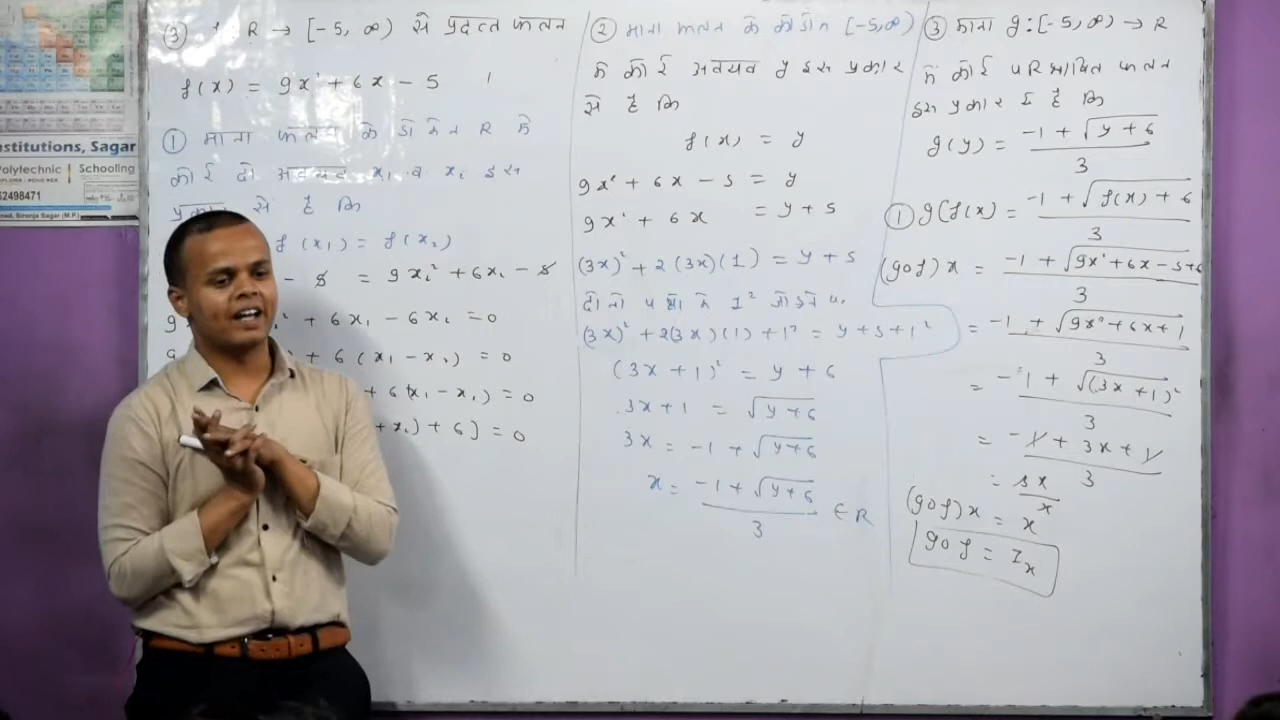 nstitutions, Sagar
Polytechnic | Schooling
62498471
③ R → [-5, ∞) से प्रदत्त फलन
f(x) = 9x² + 6x - 5
① माना फलन के डोमेन R में
कोई दो अवयव x₁ व x₂ इस
प्रकार से है कि
f(x₁) = f(x₂)
- 5 = 9x₂² + 6x₂ - 5
+ 6x₁ - 6x₂ = 0
+ 6(x₁ - x₂) = 0
+ 6(x₁ - x₂) = 0
+ x₂) + 6] = 0
② माना फलन के कोडोमेन [-5, ∞)
में कोई अवयव y इस प्रकार
से है कि
f(x) = y
9x² + 6x - 5 = y
9x² + 6x = y + 5
(3x)² + 2(3x)(1) = y + 5
दोनों पक्षों में 1² जोड़ने पर
(3x)² + 2(3x)(1) + 1² = y + 5 + 1²
(3x + 1)² = y + 6
3x + 1 = √(y + 6)
3x = -1 + √(y + 6)
x = (-1 + √(y + 6))/3 ∈ R
③ माना g : [-5, ∞) → R
में कोई परिभाषित फलन
इस प्रकार से है कि
g(y) = (-1 + √(y + 6))/3
① g(f(x) = (-1 + √(f(x) + 6))/3
(gof)x = (-1 + √(9x² + 6x - 5 + 6))/3
= (-1 + √(9x² + 6x + 1))/3
= (-1 + √((3x + 1)²))/3
= (-1 + 3x + 1)/3
= 3x
(gof)x = x
gof = Iₓ